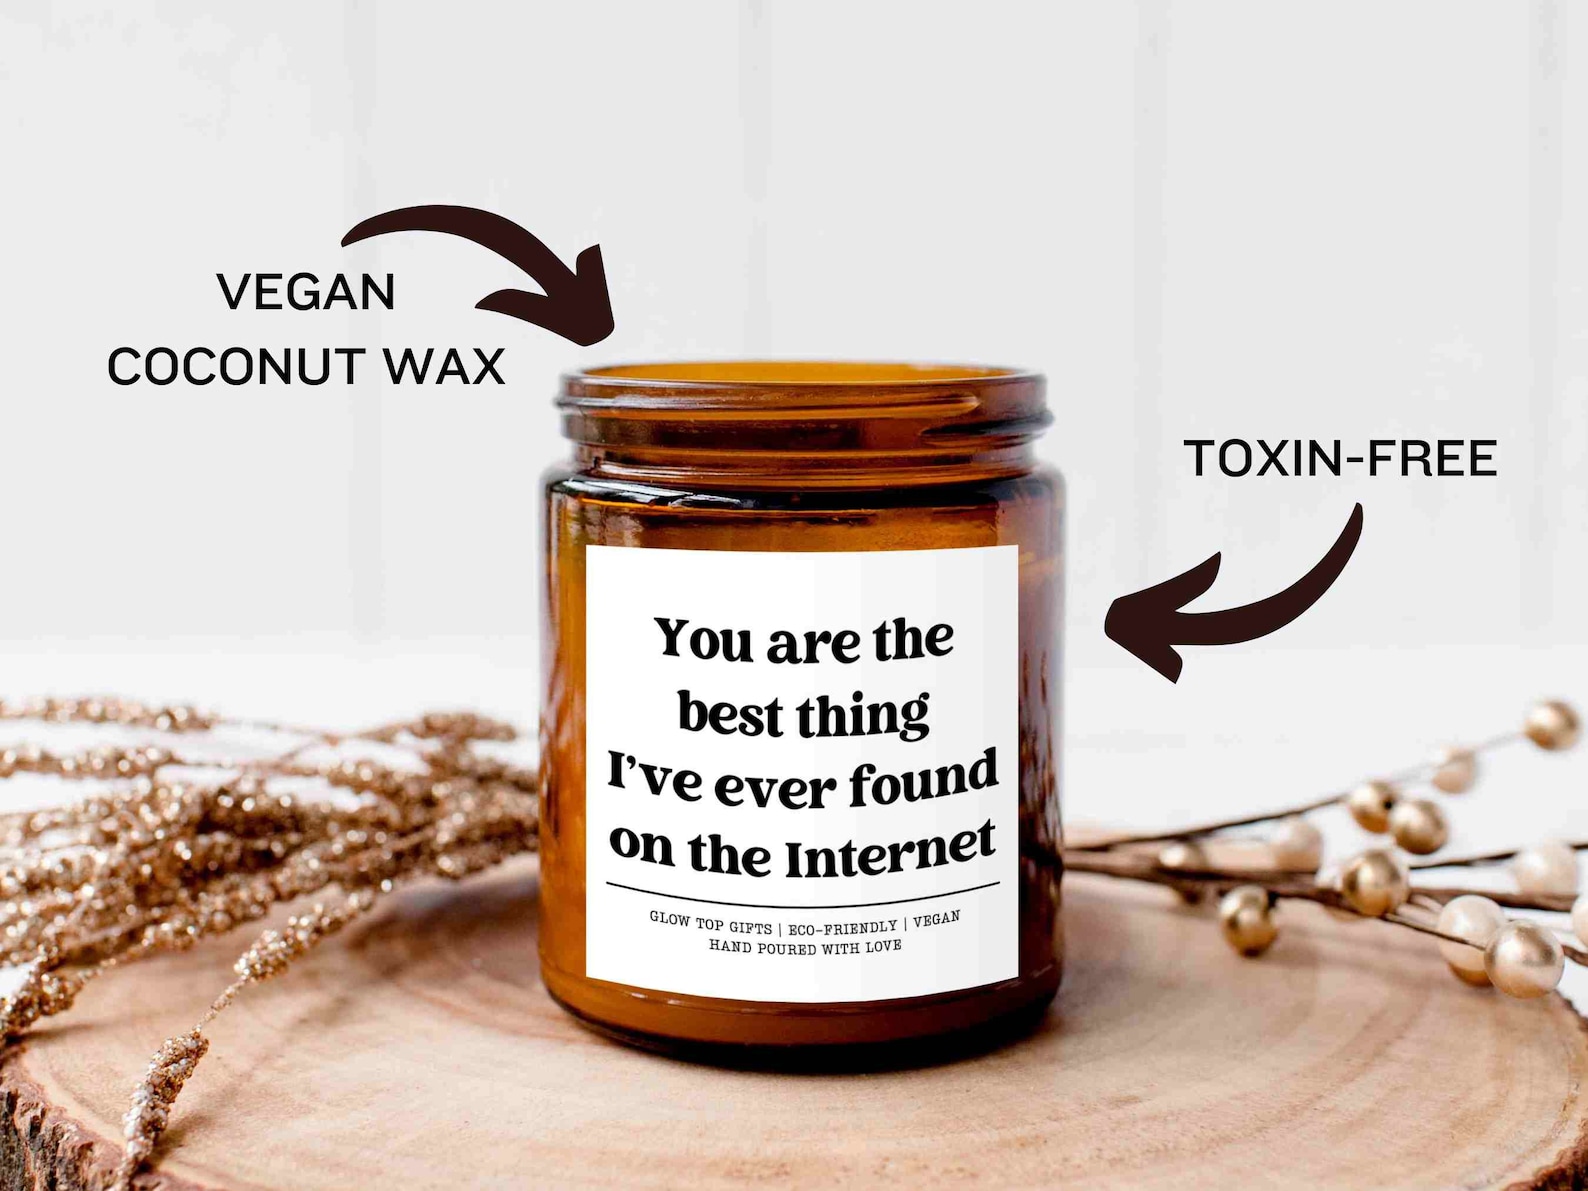 VEGAN
COCONUT WAX
TOXIN-FREE
You are the
best thing
I've ever found
on the Internet
GLOW TOP GIFTS | ECO-FRIENDLY | VEGAN
HAND POURED WITH LOVE